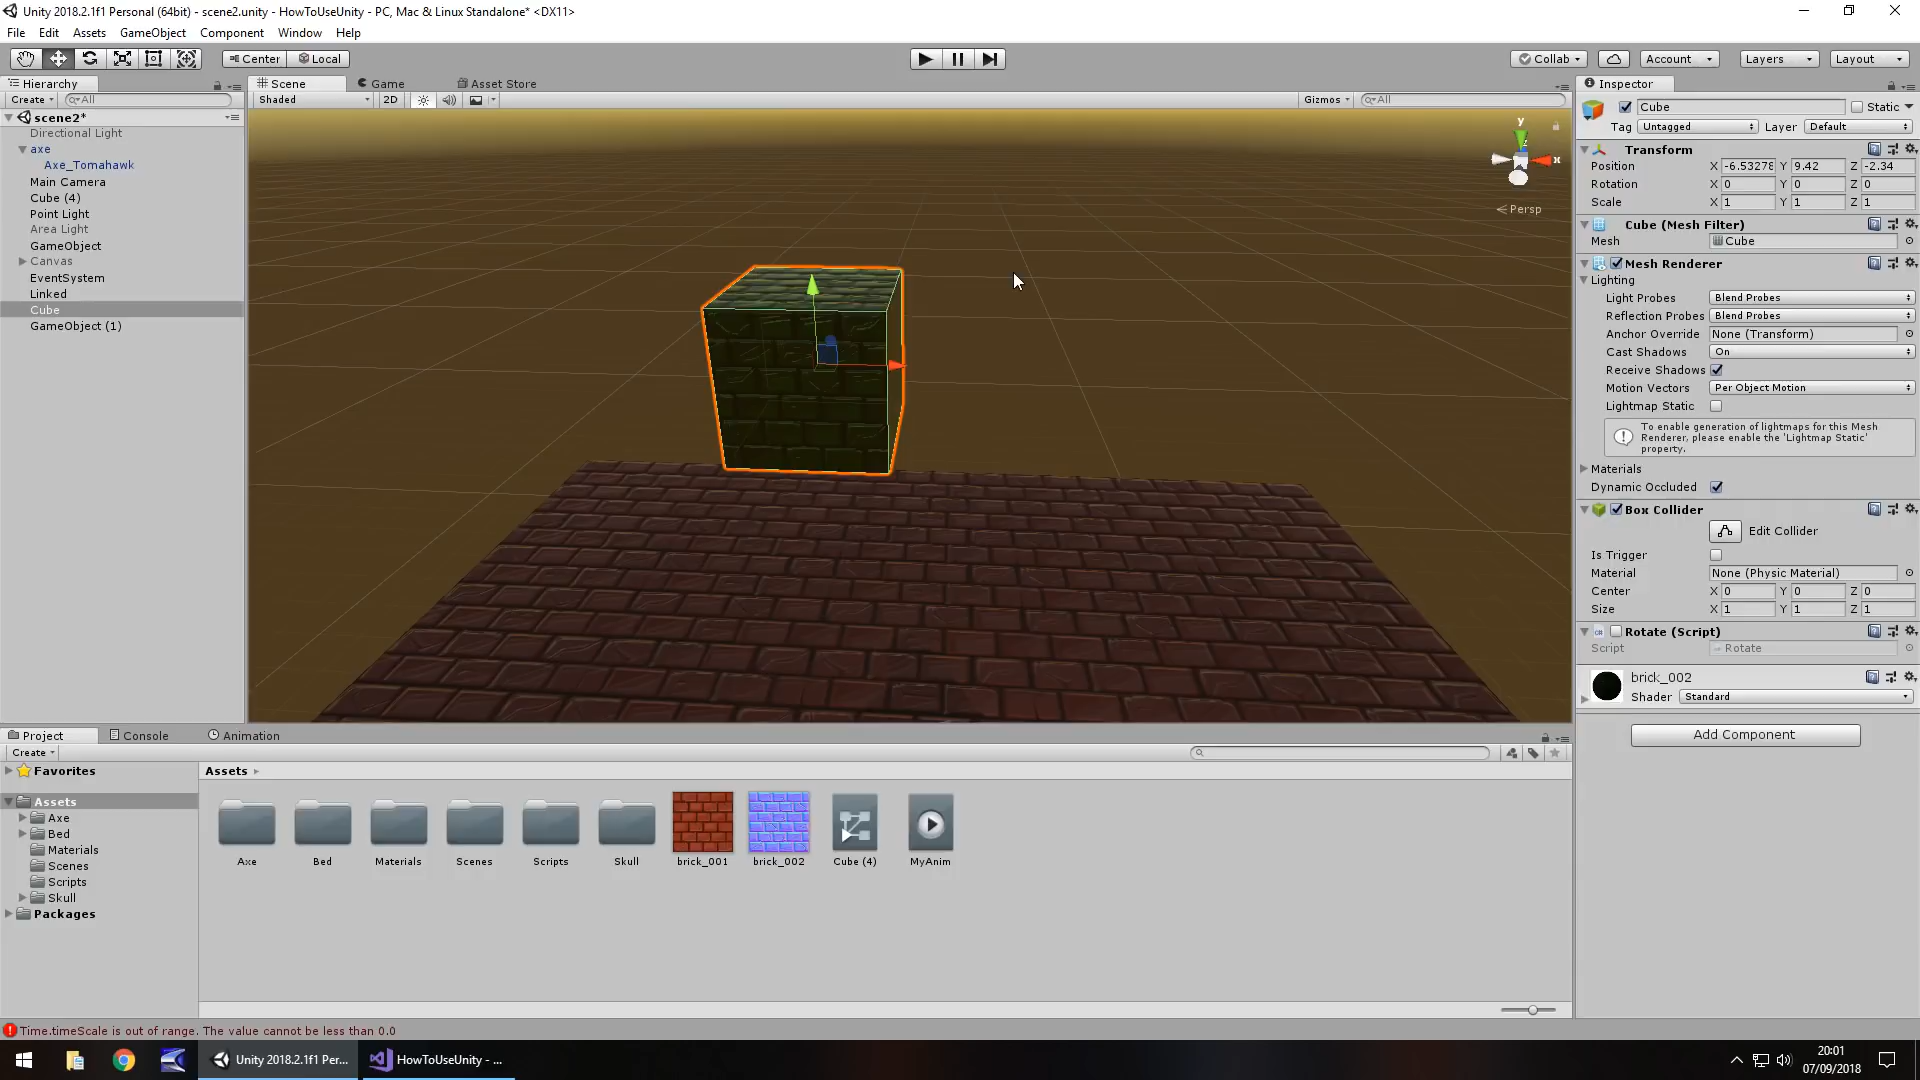 Unity 2018.2.1f1 Personal (64bit) - scene2.unity - HowToUseUnity - PC, Mac & Linux Standalone* <DX11>
File Edit Assets GameObject Component Window Help
Center Local Collab Account Layers Layout
Hierarchy Scene Game Asset Store Inspector
Create All Shaded 2D Gizmos All
scene2*
Directional Light
axe
Axe_Tomahawk
Main Camera
Cube (4)
Point Light
Area Light
GameObject
Canvas
EventSystem
Linked
Cube
GameObject (1)
y
x
Persp
Cube Static
Tag Untagged Layer Default
Transform
Position X -6.53278 Y 9.42 Z -2.34
Rotation X 0 Y 0 Z 0
Scale X 1 Y 1 Z 1
Cube (Mesh Filter)
Mesh Cube
Mesh Renderer
Lighting
Light Probes Blend Probes
Reflection Probes Blend Probes
Anchor Override None (Transform)
Cast Shadows On
Receive Shadows
Motion Vectors Per Object Motion
Lightmap Static
To enable generation of lightmaps for this Mesh
Renderer, please enable the 'Lightmap Static'
property.
Materials
Dynamic Occluded
Box Collider
Edit Collider
Is Trigger
Material None (Physic Material)
Center X 0 Y 0 Z 0
Size X 1 Y 1 Z 1
Rotate (Script)
Script Rotate
brick_002
Shader Standard
Add Component
Project Console Animation
Create
Favorites
Assets
Axe
Bed
Materials
Scenes
Scripts
Skull
Packages
Assets
Axe Bed Materials Scenes Scripts Skull brick_001 brick_002 Cube (4) MyAnim
Time.timeScale is out of range. The value cannot be less than 0.0
Unity 2018.2.1f1 Per... HowToUseUnity - ...
20:01
07/09/2018